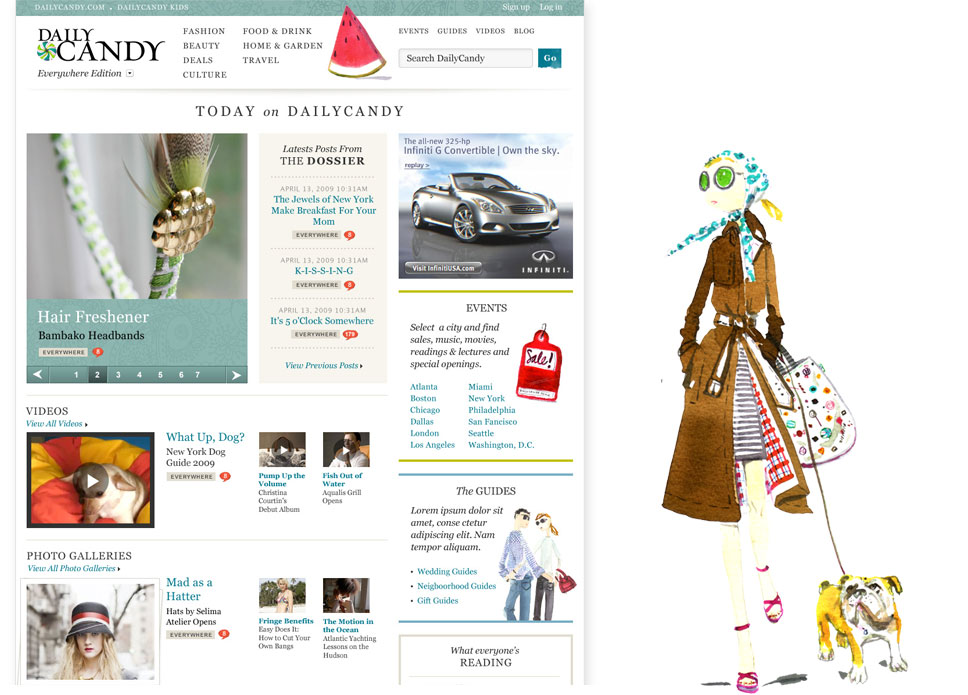 DAILYCANDY.COM • DAILYCANDY KIDS
Sign up Log in
DAILY
CANDY
Everywhere Edition
FASHION
BEAUTY
DEALS
CULTURE
FOOD & DRINK
HOME & GARDEN
TRAVEL
EVENTS GUIDES VIDEOS BLOG
Search DailyCandy
Go
TODAY on DAILYCANDY
Hair Freshener
Bambako Headbands
EVERYWHERE
1 2 3 4 5 6 7
Latests Posts From
THE DOSSIER
APRIL 13, 2009 10:31AM
The Jewels of New York
Make Breakfast For Your
Mom
EVERYWHERE
APRIL 13, 2009 10:31AM
K-I-S-S-I-N-G
EVERYWHERE
APRIL 13, 2009 10:31AM
It's 5 o'Clock Somewhere
EVERYWHERE 179
View Previous Posts
The all-new 325-hp
Infiniti G Convertible | Own the sky.
replay >
Visit InfinitiUSA.com
INFINITI.
EVENTS
Select a city and find
sales, music, movies,
readings & lectures and
special openings.
Sale!
Atlanta
Boston
Chicago
Dallas
London
Los Angeles
Miami
New York
Philadelphia
San Fancisco
Seattle
Washington, D.C.
VIDEOS
View All Videos
What Up, Dog?
New York Dog
Guide 2009
EVERYWHERE
Pump Up the
Volume
Christina
Courtin's
Debut Album
Fish Out of
Water
Aqualis Grill
Opens
The GUIDES
Lorem ipsum dolor sit
amet, conse ctetur
adipiscing elit. Nam
tempor aliquam.
• Wedding Guides
• Neigboorhood Guides
• Gift Guides
PHOTO GALLERIES
View All Photo Galleries
Mad as a
Hatter
Hats by Selima
Atelier Opens
EVERYWHERE
Fringe Benefits
Easy Does It:
How to Cut Your
Own Bangs
The Motion in
the Ocean
Atlantic Yachting
Lessons on the
Hudson
What everyone's
READING